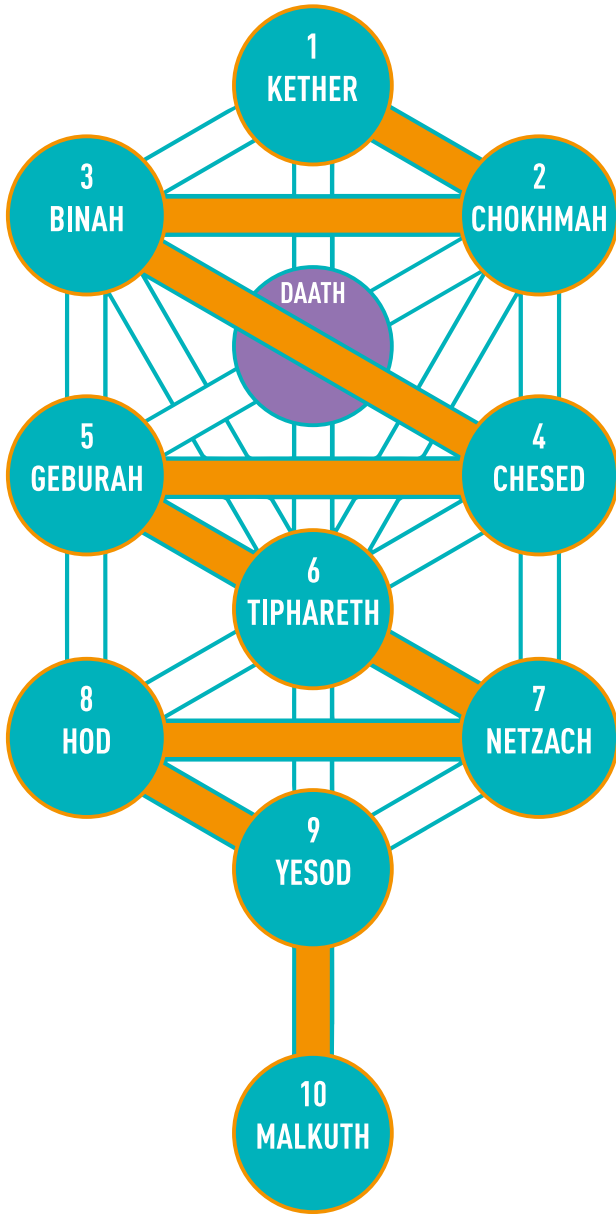 1
KETHER
3
BINAH
2
CHOKHMAH
DAATH
5
GEBURAH
4
CHESED
6
TIPHARETH
8
HOD
7
NETZACH
9
YESOD
10
MALKUTH